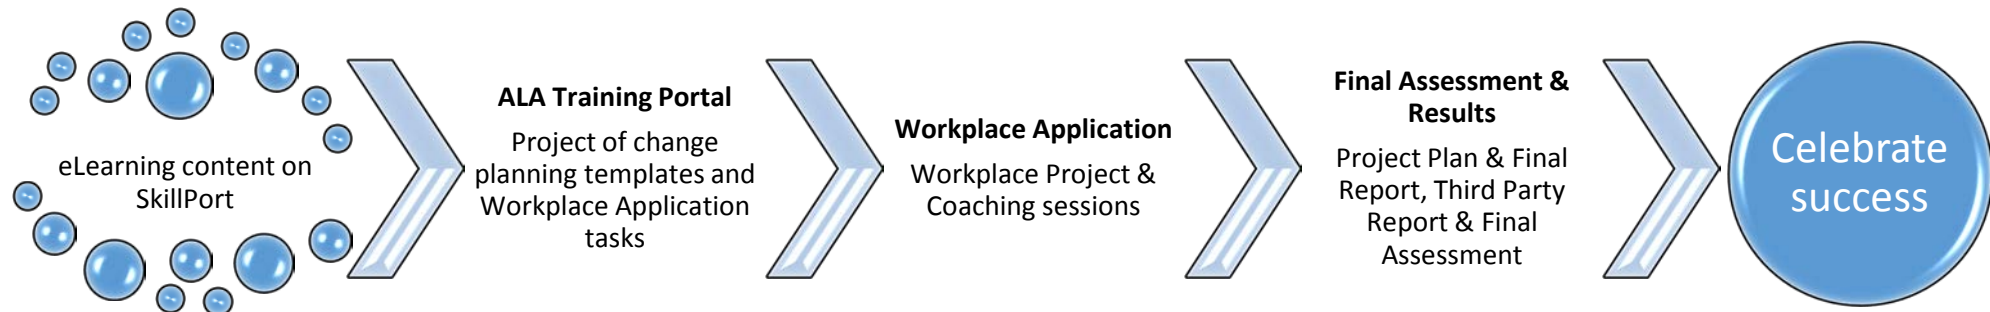 eLearning content on
SkillPort
ALA Training Portal
Project of change
planning templates and
Workplace Application
tasks
Workplace Application
Workplace Project &
Coaching sessions
Final Assessment &
Results
Project Plan & Final
Report, Third Party
Report & Final
Assessment
Celebrate
success